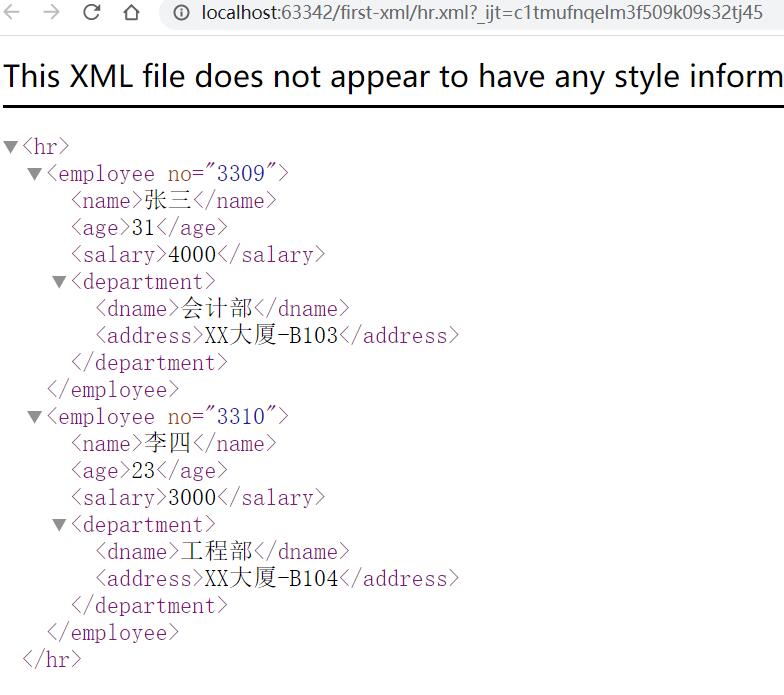 localhost:63342/first-xml/hr.xml?_ijt=c1tmufnqelm3f509k09s32tj45
This XML file does not appear to have any style inform
<hr>
<employee no="3309">
<name>张三</name>
<age>31</age>
<salary>4000</salary>
<department>
<dname>会计部</dname>
<address>XX大厦-B103</address>
</department>
</employee>
<employee no="3310">
<name>李四</name>
<age>23</age>
<salary>3000</salary>
<department>
<dname>工程部</dname>
<address>XX大厦-B104</address>
</department>
</employee>
</hr>